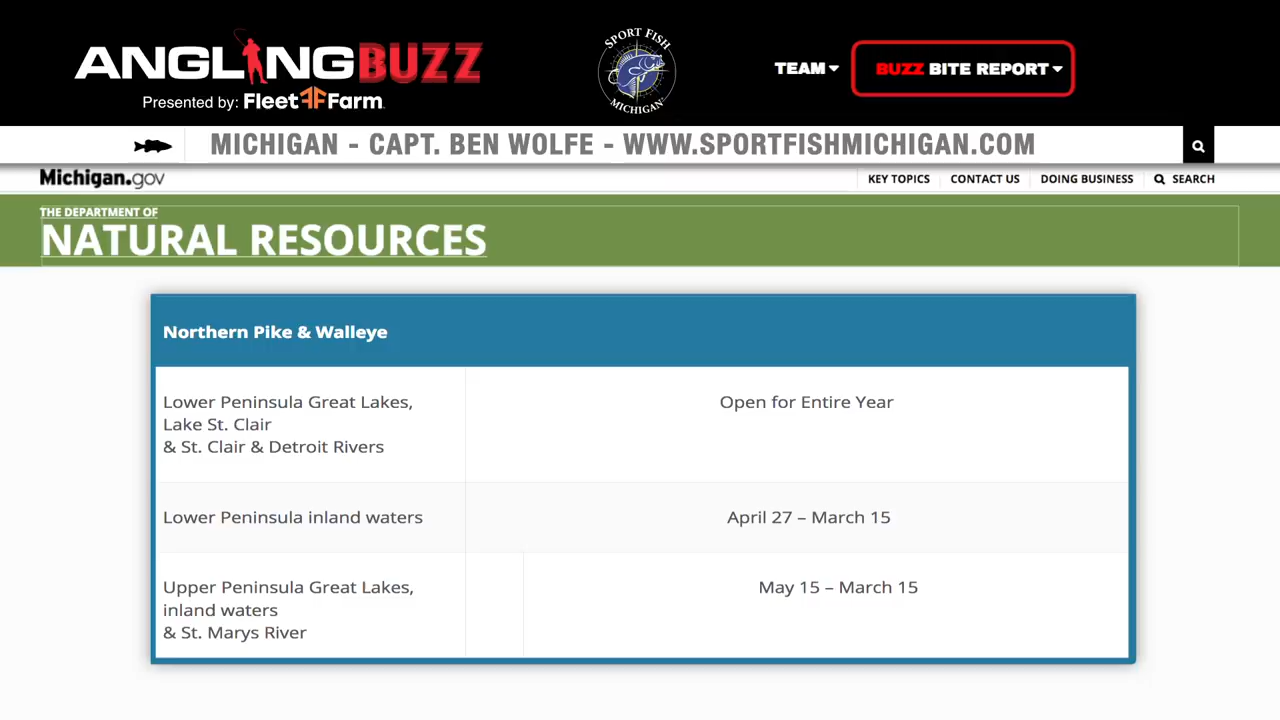 ANGLINGBUZZ
Presented by: Fleet Farm
SPORT FISH
MICHIGAN
TEAM
BUZZ BITE REPORT
MICHIGAN - CAPT. BEN WOLFE - WWW.SPORTFISHMICHIGAN.COM
Michigan.gov
KEY TOPICS
CONTACT US
DOING BUSINESS
SEARCH
THE DEPARTMENT OF
NATURAL RESOURCES
Northern Pike & Walleye
Lower Peninsula Great Lakes,
Lake St. Clair
& St. Clair & Detroit Rivers
Open for Entire Year
Lower Peninsula inland waters
April 27 – March 15
Upper Peninsula Great Lakes,
inland waters
& St. Marys River
May 15 – March 15